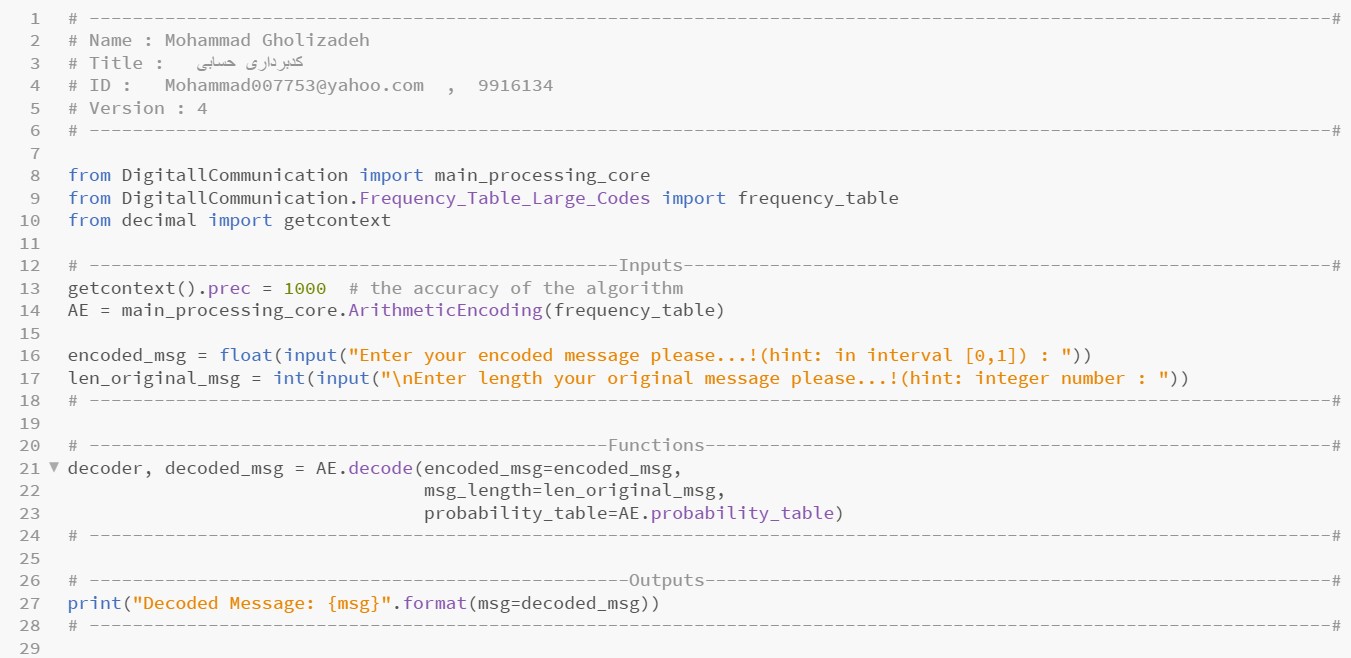 1 # ---------------------------------------------------------------------------------------------------------------------#
2 # Name : Mohammad Gholizadeh
3 # Title :   کدبرداری حسابی
4 # ID :   Mohammad007753@yahoo.com  ,  9916134
5 # Version : 4
6 # ---------------------------------------------------------------------------------------------------------------------#
7
8 from DigitallCommunication import main_processing_core
9 from DigitallCommunication.Frequency_Table_Large_Codes import frequency_table
10 from decimal import getcontext
11
12 # -------------------------------------------------Inputs------------------------------------------------------------#
13 getcontext().prec = 1000  # the accuracy of the algorithm
14 AE = main_processing_core.ArithmeticEncoding(frequency_table)
15
16 encoded_msg = float(input("Enter your encoded message please...!(hint: in interval [0,1]) : "))
17 len_original_msg = int(input("\nEnter length your original message please...!(hint: integer number : "))
18 # ---------------------------------------------------------------------------------------------------------------------#
19
20 # ------------------------------------------------Functions----------------------------------------------------------#
21 decoder, decoded_msg = AE.decode(encoded_msg=encoded_msg,
22                                  msg_length=len_original_msg,
23                                  probability_table=AE.probability_table)
24 # ---------------------------------------------------------------------------------------------------------------------#
25
26 # --------------------------------------------------Outputs----------------------------------------------------------#
27 print("Decoded Message: {msg}".format(msg=decoded_msg))
28 # ---------------------------------------------------------------------------------------------------------------------#
29